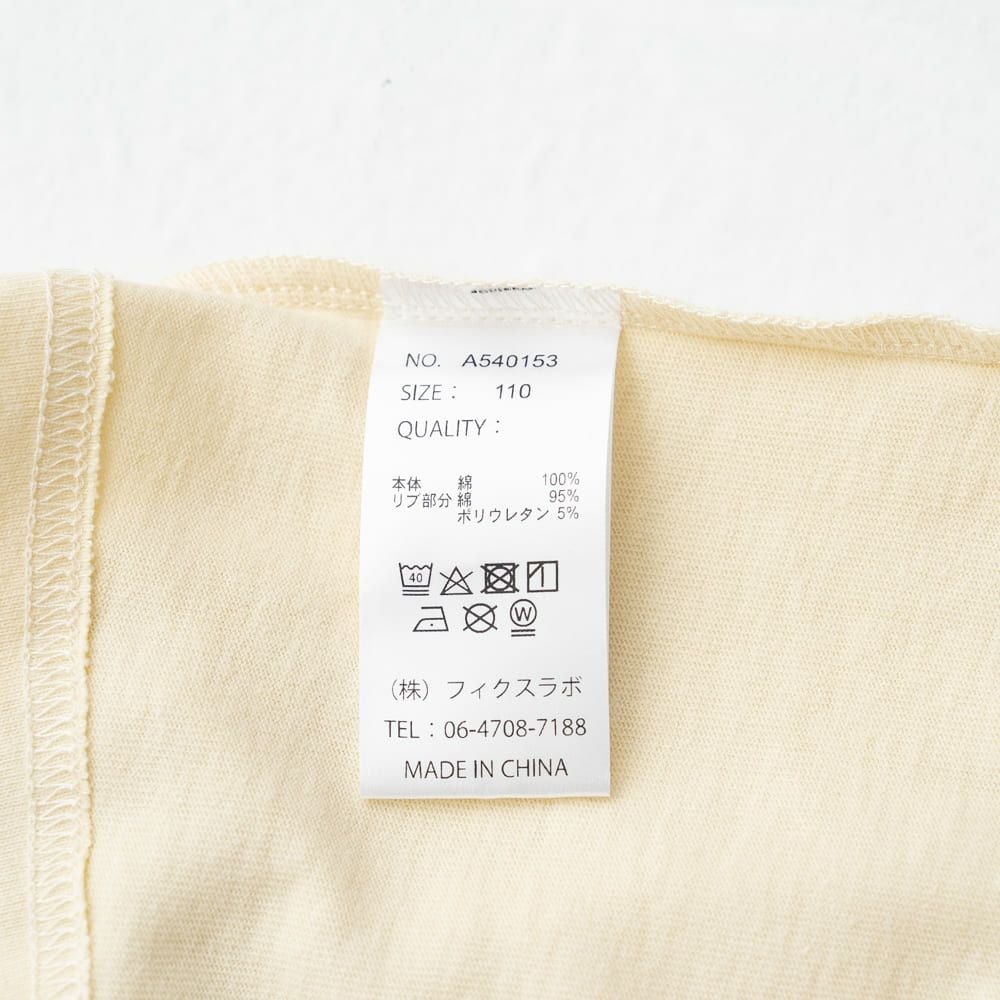 NO. A540153
SIZE： 110
QUALITY：
本体 綿 100%
リブ部分 綿 95%
ポリウレタン 5%
40
W
（株）フィクスラボ
TEL：06-4708-7188
MADE IN CHINA